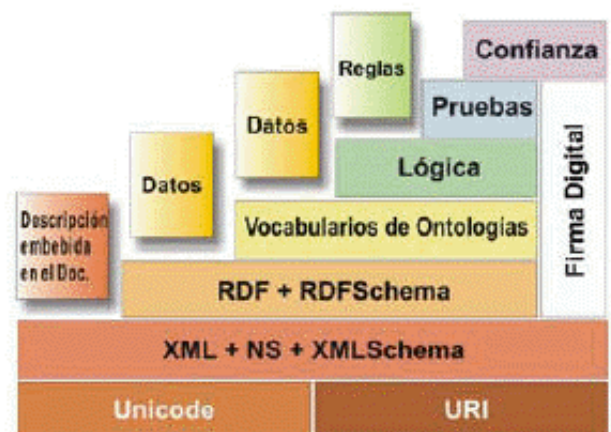 Confianza
Reglas
Pruebas
Datos
Lógica
Datos
Firma Digital
Descripción
embebida
en el Doc.
Vocabularios de Ontologias
RDF + RDFSchema
XML + NS + XMLSchema
Unicode
URI